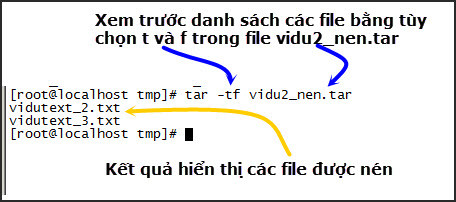 Xem trước danh sách các file bằng tùy
chọn t và f trong file vidu2_nen.tar
[root@localhost tmp]# tar -tf vidu2_nen.tar
vidutext_2.txt
vidutext_3.txt
[root@localhost tmp]#
Kết quả hiển thị các file được nén